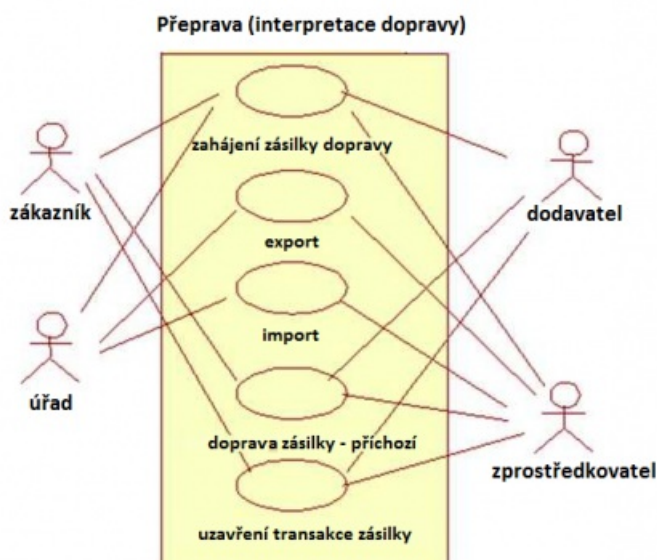 Přeprava (interpretace dopravy)
zahájení zásilky dopravy
zákazník
dodavatel
export
import
úřad
doprava zásilky - příchozí
zprostředkovatel
uzavření transakce zásilky